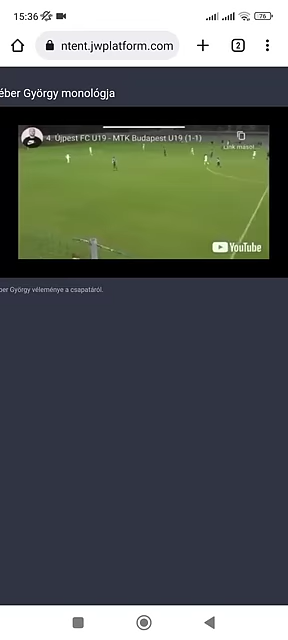 15:36
76
ntent.jwplatform.com
2
éber György monológja
4. Újpest FC U19 - MTK Budapest U19 (1-1)
Link másol...
YouTube
ber György véleménye a csapatáról.